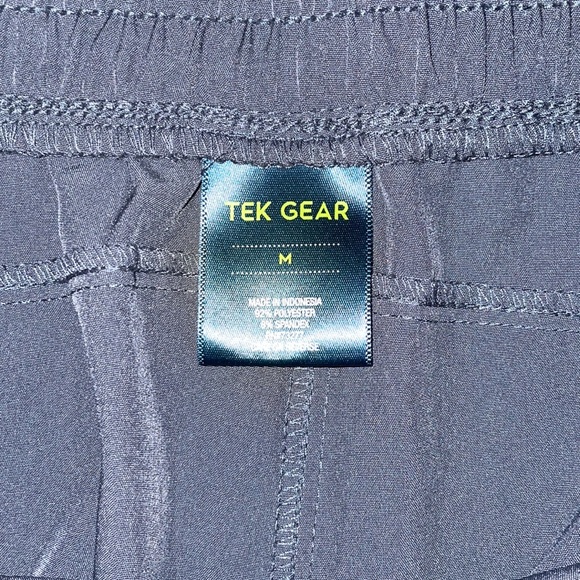 TEK GEAR
M
MADE IN INDONESIA
92% POLYESTER
8% SPANDEX